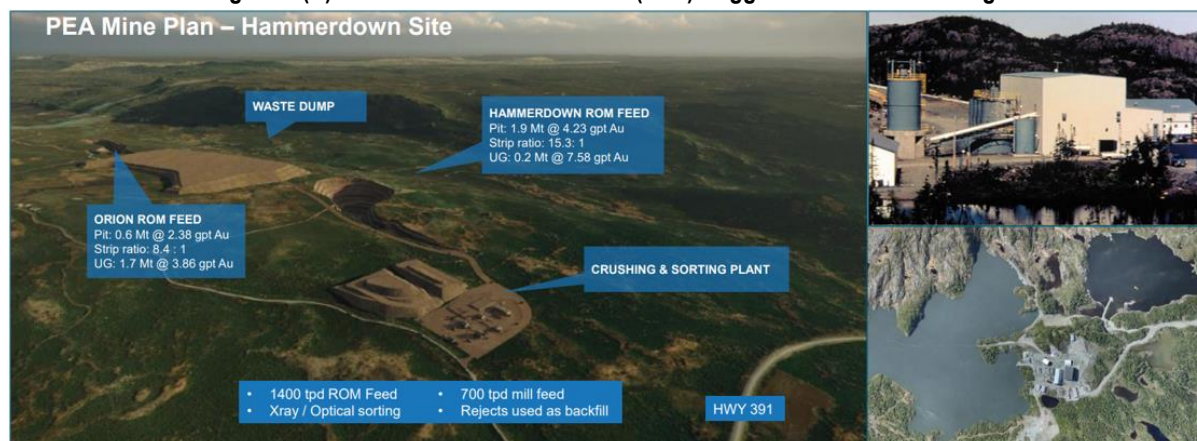 PEA Mine Plan – Hammerdown Site
WASTE DUMP
HAMMERDOWN ROM FEED
Pit: 1.9 Mt @ 4.23 gpt Au
Strip ratio: 15.3: 1
UG: 0.2 Mt @ 7.58 gpt Au
ORION ROM FEED
Pit: 0.6 Mt @ 2.38 gpt Au
Strip ratio: 8.4 : 1
UG: 1.7 Mt @ 3.86 gpt Au
CRUSHING & SORTING PLANT
• 1400 tpd ROM Feed
• Xray / Optical sorting
• 700 tpd mill feed
• Rejects used as backfill
HWY 391